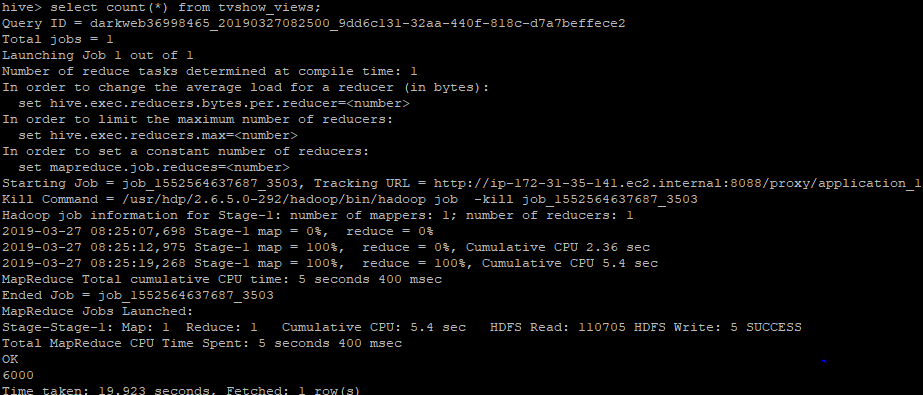 hive> select count(*) from tvshow_views;
Query ID = darkweb36998465_20190327082500_9dd6c131-32aa-440f-818c-d7a7beffece2
Total jobs = 1
Launching Job 1 out of 1
Number of reduce tasks determined at compile time: 1
In order to change the average load for a reducer (in bytes):
  set hive.exec.reducers.bytes.per.reducer=<number>
In order to limit the maximum number of reducers:
  set hive.exec.reducers.max=<number>
In order to set a constant number of reducers:
  set mapreduce.job.reduces=<number>
Starting Job = job_1552564637687_3503, Tracking URL = http://ip-172-31-35-141.ec2.internal:8088/proxy/application_1
Kill Command = /usr/hdp/2.6.5.0-292/hadoop/bin/hadoop job  -kill job_1552564637687_3503
Hadoop job information for Stage-1: number of mappers: 1; number of reducers: 1
2019-03-27 08:25:07,698 Stage-1 map = 0%,  reduce = 0%
2019-03-27 08:25:12,975 Stage-1 map = 100%,  reduce = 0%, Cumulative CPU 2.36 sec
2019-03-27 08:25:19,268 Stage-1 map = 100%,  reduce = 100%, Cumulative CPU 5.4 sec
MapReduce Total cumulative CPU time: 5 seconds 400 msec
Ended Job = job_1552564637687_3503
MapReduce Jobs Launched:
Stage-Stage-1: Map: 1  Reduce: 1   Cumulative CPU: 5.4 sec   HDFS Read: 110705 HDFS Write: 5 SUCCESS
Total MapReduce CPU Time Spent: 5 seconds 400 msec
OK
6000
Time taken: 19.923 seconds, Fetched: 1 row(s)